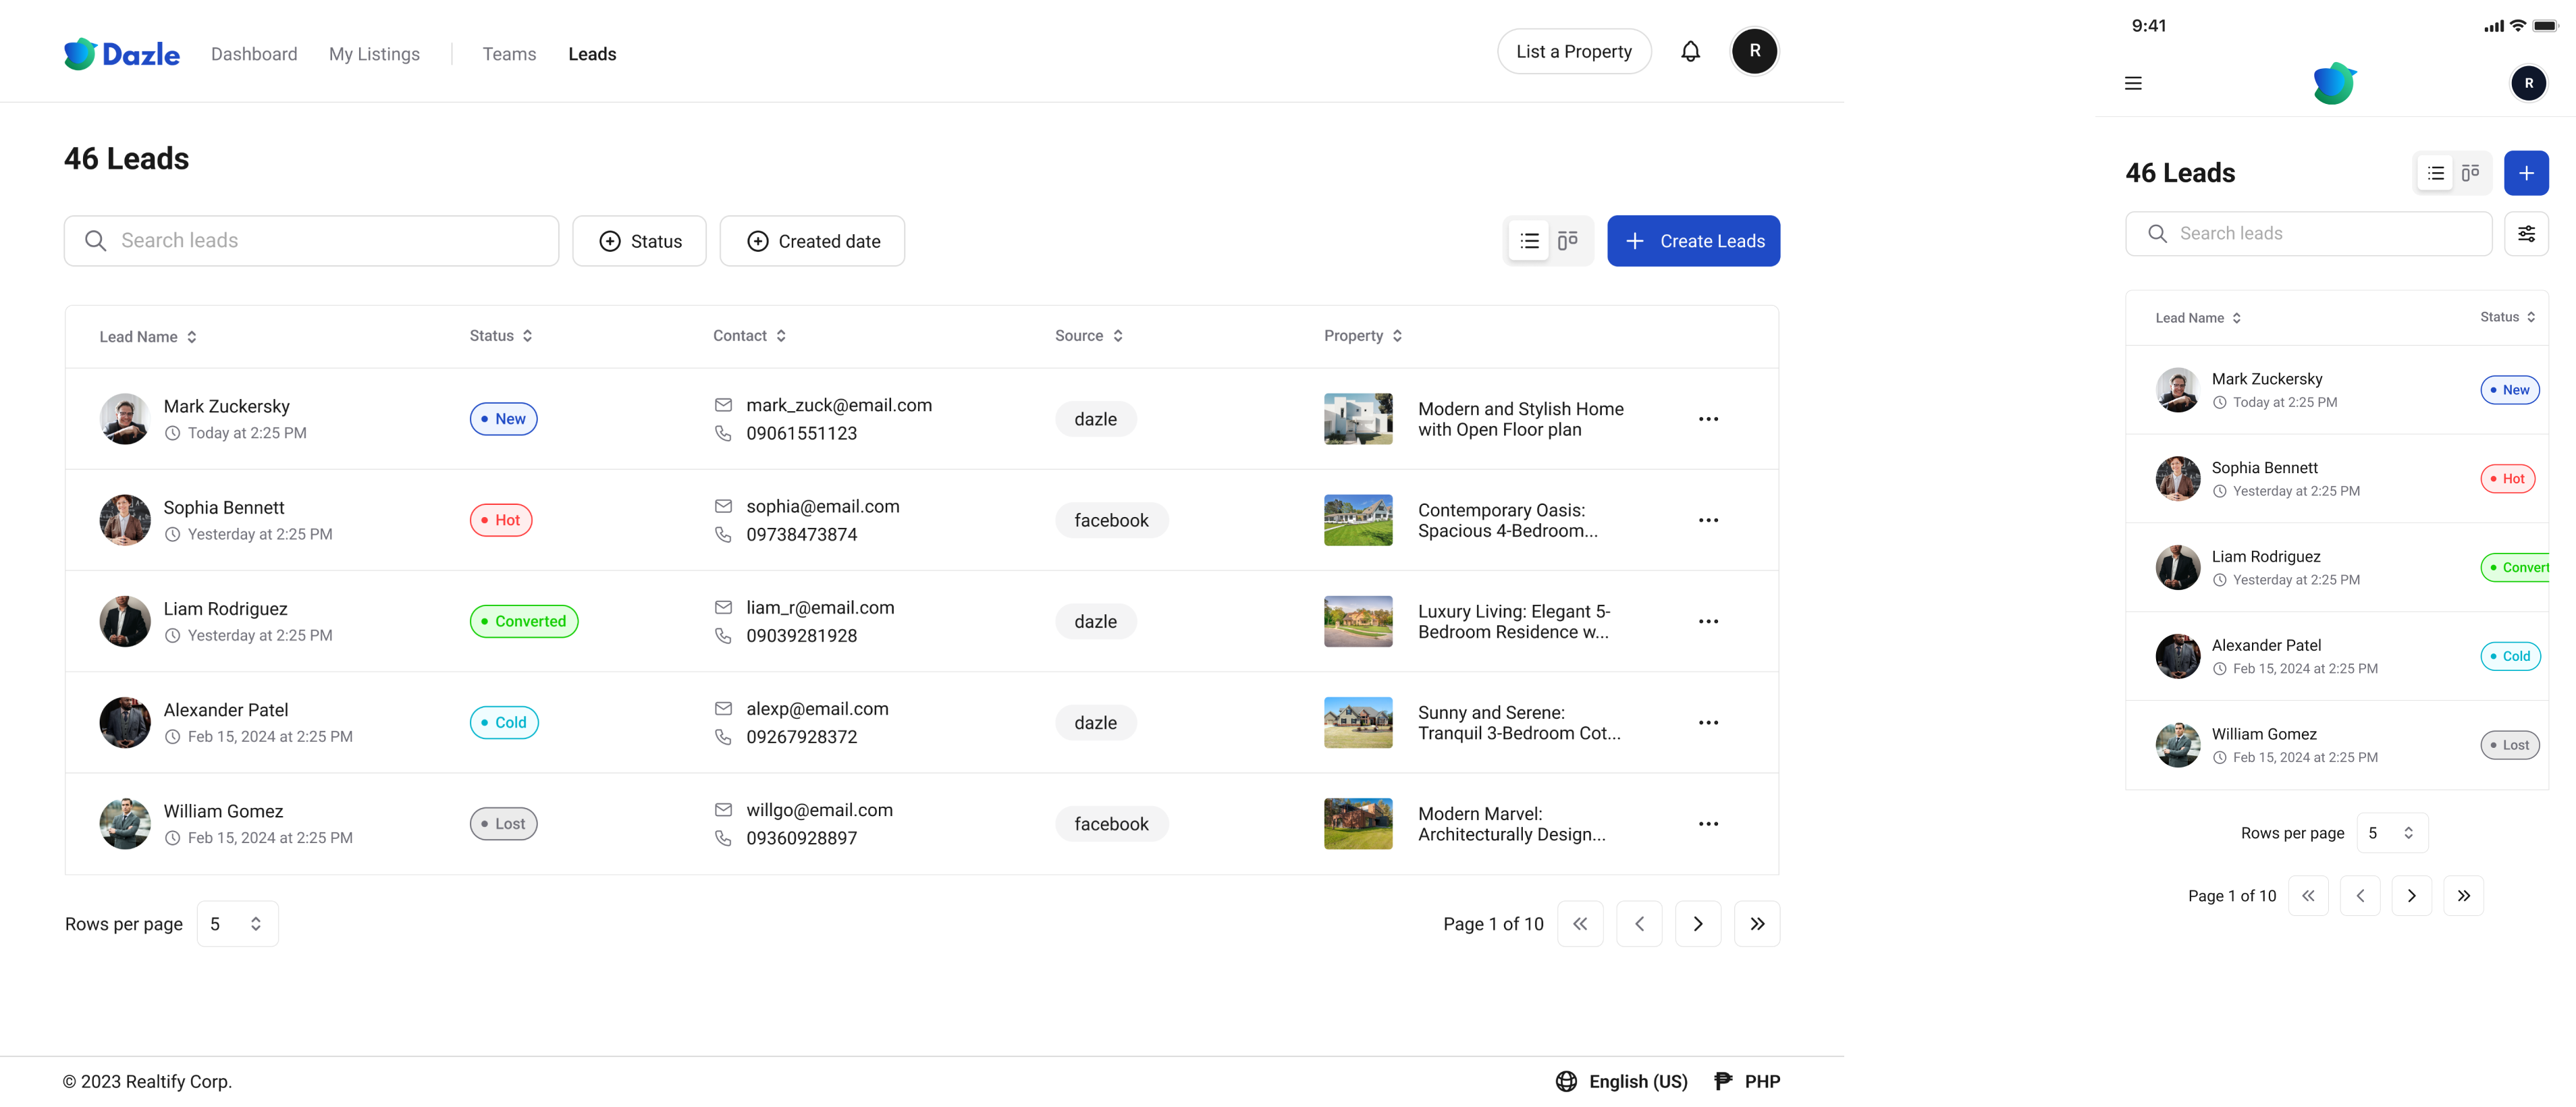 Dazle
Dashboard
My Listings
Teams
Leads
List a Property
R
46 Leads
Search leads
Status
Created date
Create Leads
Lead Name
Status
Contact
Source
Property
Mark Zuckersky
Today at 2:25 PM
New
mark_zuck@email.com
09061551123
dazle
Modern and Stylish Home
with Open Floor plan
Sophia Bennett
Yesterday at 2:25 PM
Hot
sophia@email.com
09738473874
facebook
Contemporary Oasis:
Spacious 4-Bedroom...
Liam Rodriguez
Yesterday at 2:25 PM
Converted
liam_r@email.com
09039281928
dazle
Luxury Living: Elegant 5-
Bedroom Residence w...
Alexander Patel
Feb 15, 2024 at 2:25 PM
Cold
alexp@email.com
09267928372
dazle
Sunny and Serene:
Tranquil 3-Bedroom Cot...
William Gomez
Feb 15, 2024 at 2:25 PM
Lost
willgo@email.com
09360928897
facebook
Modern Marvel:
Architecturally Design...
Rows per page
5
Page 1 of 10
© 2023 Realtify Corp.
English (US)
PHP
9:41
R
46 Leads
Search leads
Lead Name
Status
Mark Zuckersky
Today at 2:25 PM
New
Sophia Bennett
Yesterday at 2:25 PM
Hot
Liam Rodriguez
Yesterday at 2:25 PM
Convert
Alexander Patel
Feb 15, 2024 at 2:25 PM
Cold
William Gomez
Feb 15, 2024 at 2:25 PM
Lost
Rows per page
5
Page 1 of 10